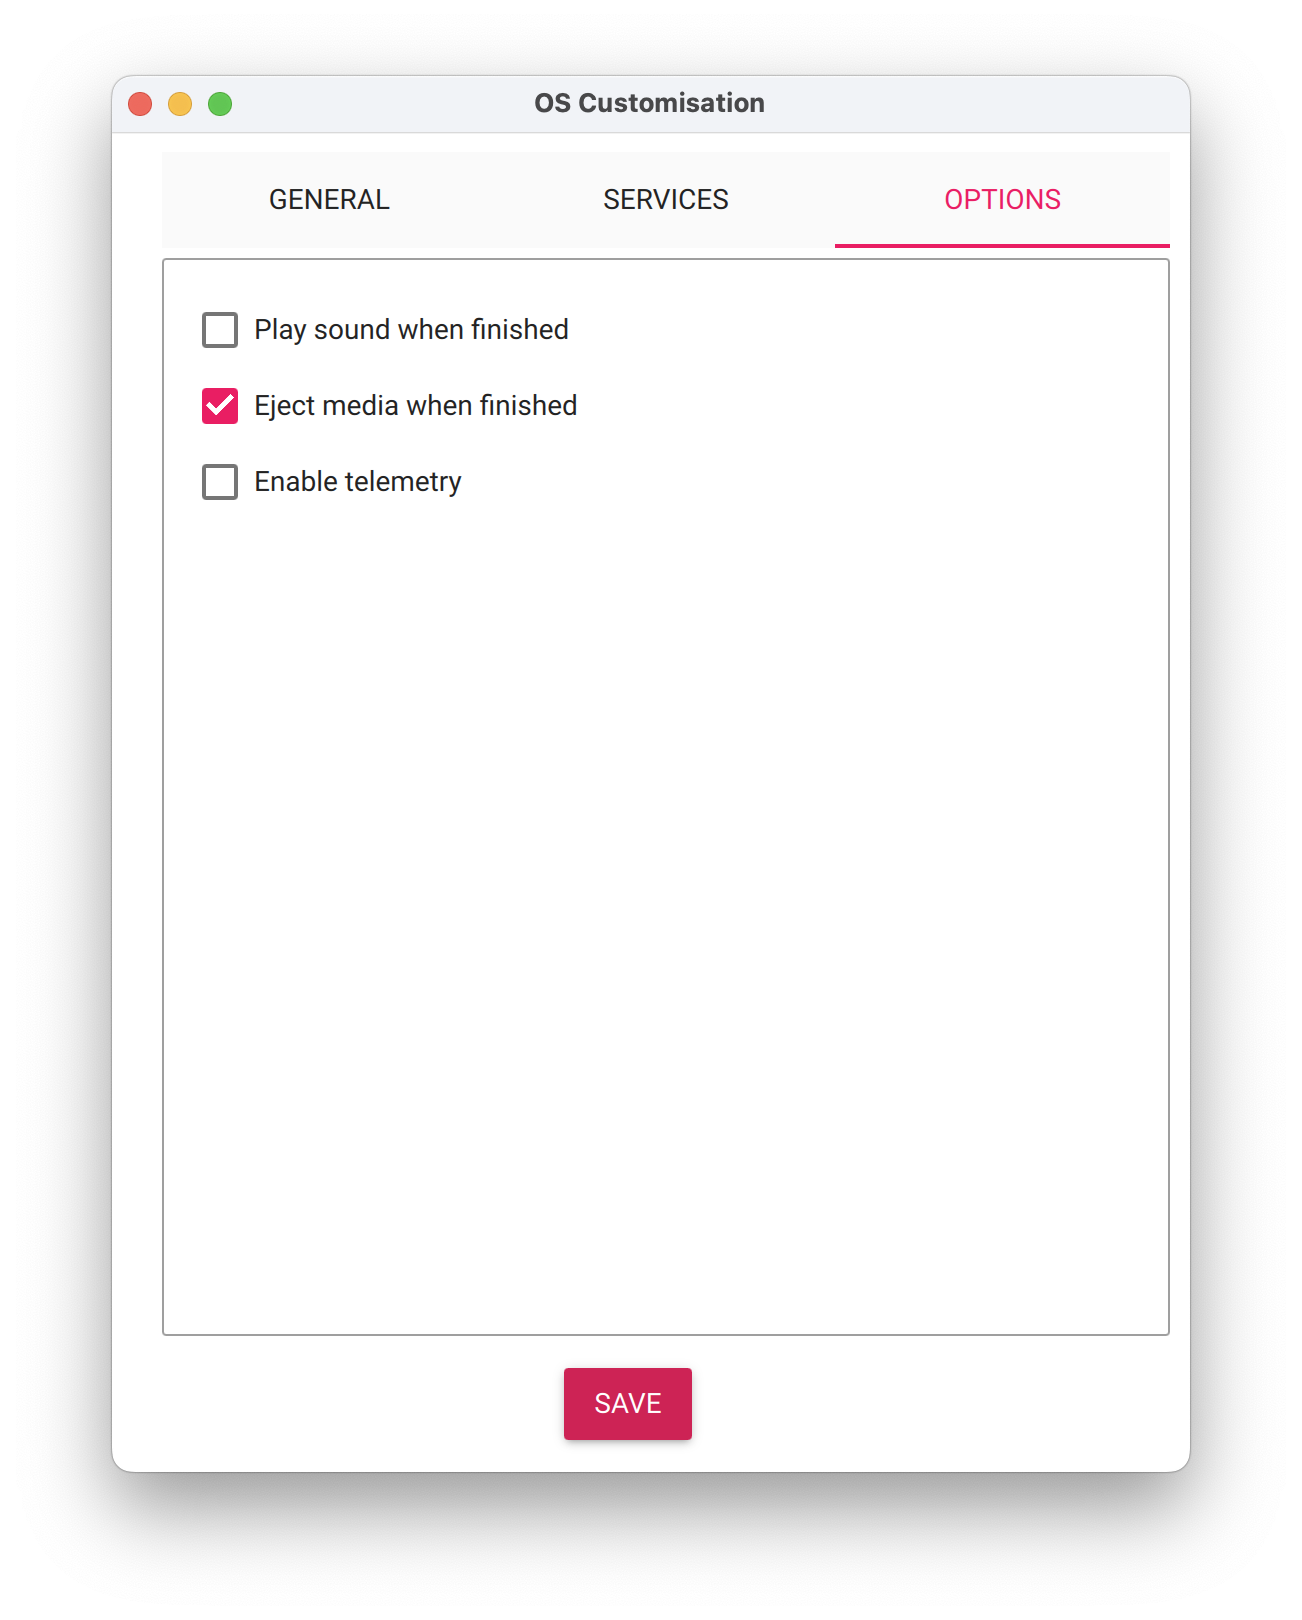 OS Customisation
GENERAL SERVICES OPTIONS
Play sound when finished
Eject media when finished
Enable telemetry
SAVE